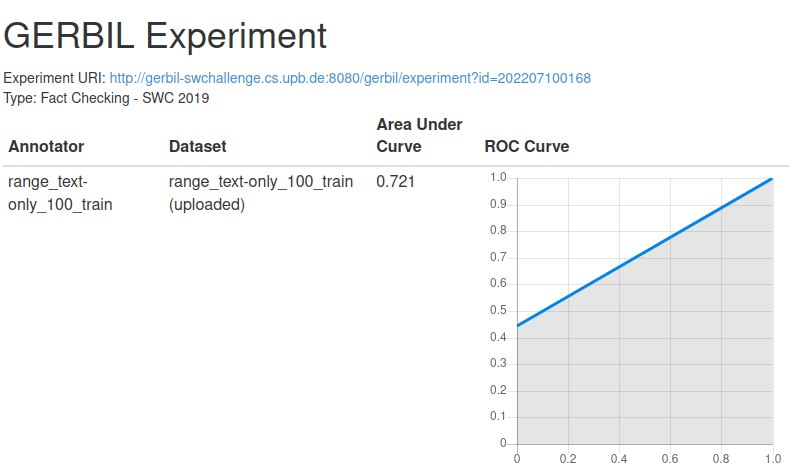 GERBIL Experiment
Experiment URI: http://gerbil-swchallenge.cs.upb.de:8080/gerbil/experiment?id=202207100168
Type: Fact Checking - SWC 2019
Annotator Dataset Area Under Curve ROC Curve
range_text-only_100_train range_text-only_100_train (uploaded) 0.721
1.0
0.9
0.8
0.7
0.6
0.5
0.4
0.3
0.2
0.1
0
0 0.2 0.4 0.6 0.8 1.0